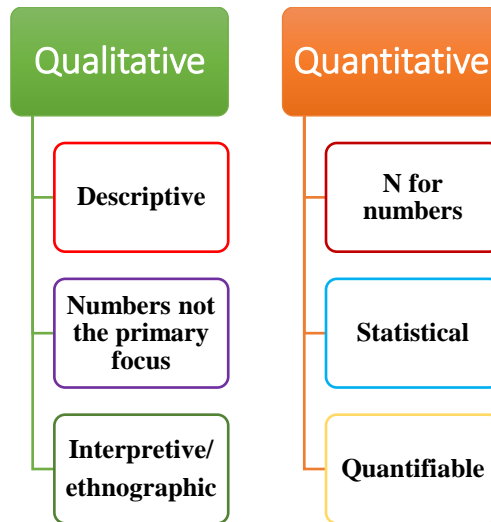 Qualitative
Descriptive
Numbers not
the primary
focus
Interpretive/
ethnographic
Quantitative
N for
numbers
Statistical
Quantifiable